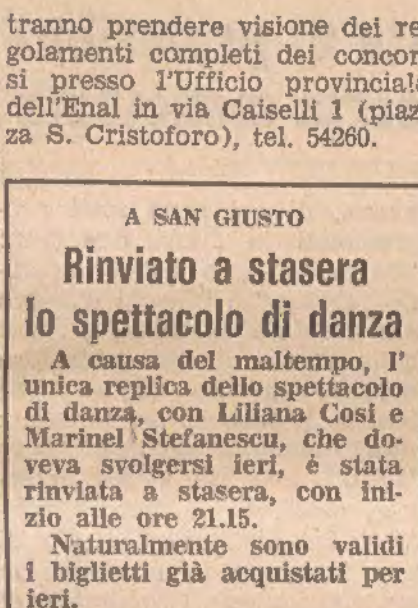 tranno prendere visione dei re
golamenti completi dei concor
si presso l'Ufficio provinciale
dell'Enal in via Caiselli 1 (piaz
za S. Cristoforo), tel. 54260.
A SAN GIUSTO
Rinviato a stasera
lo spettacolo di danza
A causa del maltempo, l'
unica replica dello spettacolo
di danza, con Liliana Cosi e
Marinel Stefanescu, che do-
veva svolgersi ieri, è stata
rinviata a stasera, con ini-
zio alle ore 21.15.
Naturalmente sono validi
i biglietti già acquistati per
ieri.